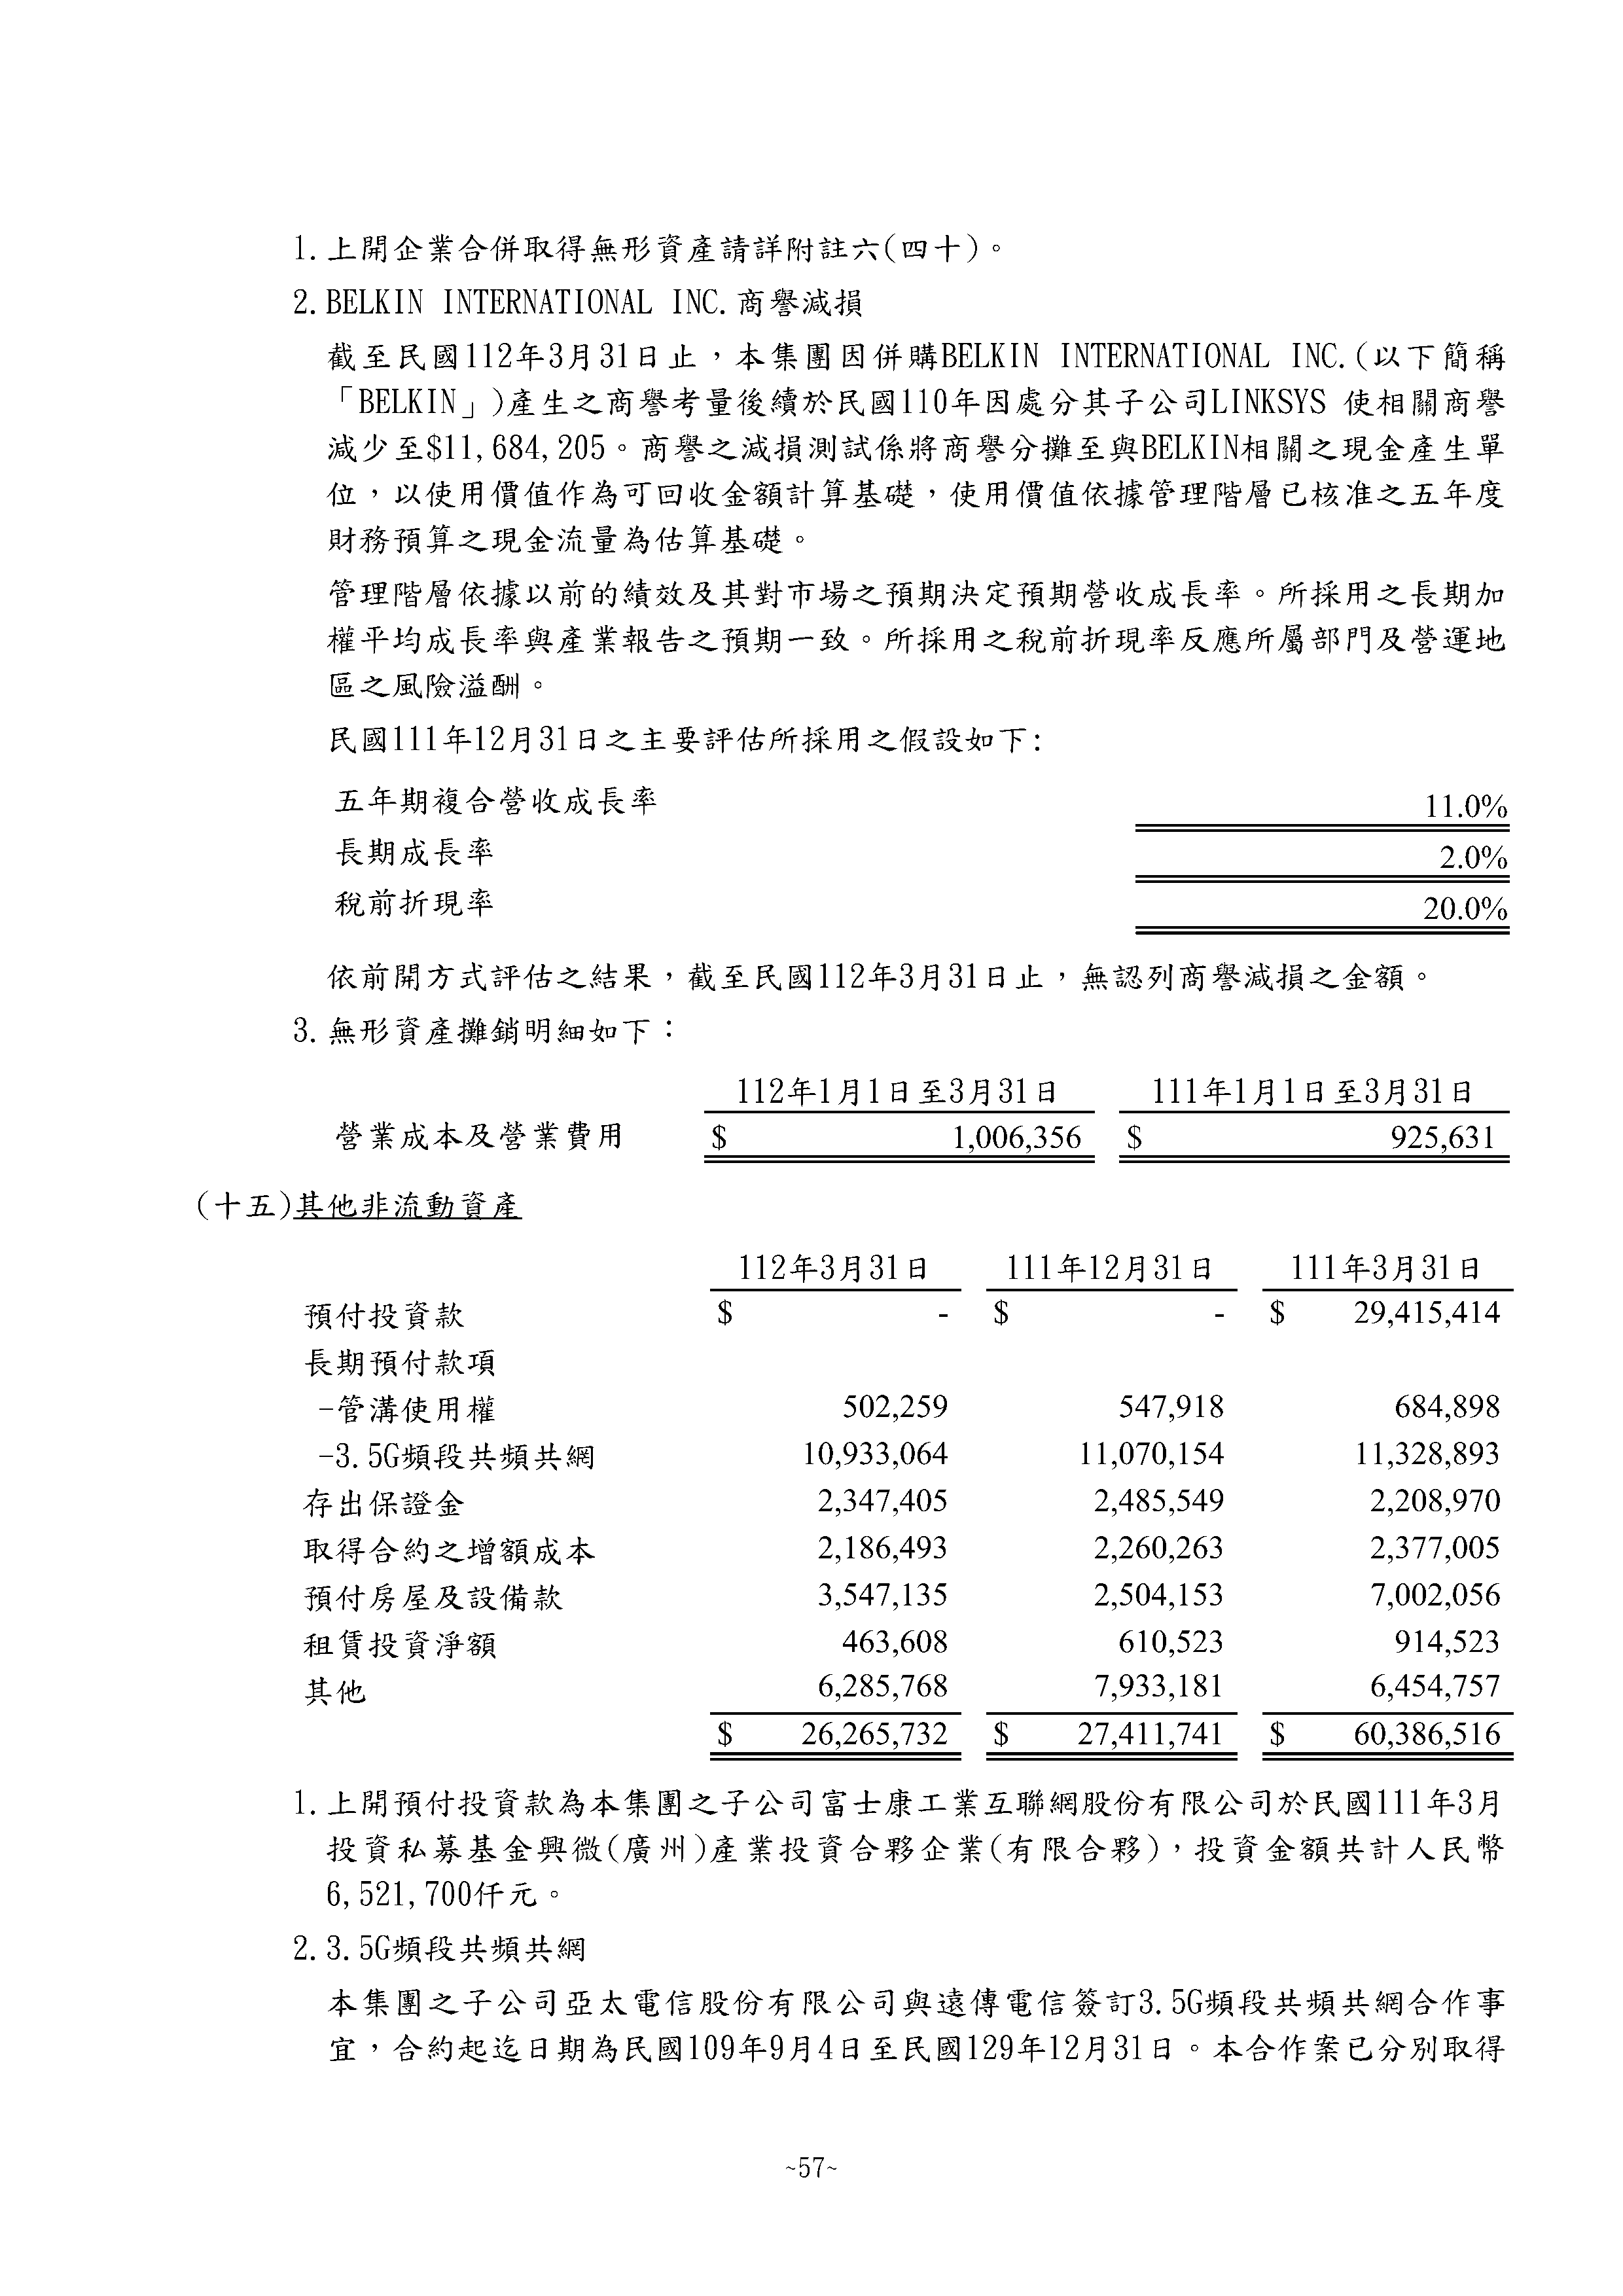 1.上開企業合併取得無形資產請詳附註六(四十)。
2.BELKIN INTERNATIONAL INC.商譽減損
截至民國112年3月31日止，本集團因併購BELKIN INTERNATIONAL INC.(以下簡稱
「BELKIN」)產生之商譽考量後續於民國110年因處分其子公司LINKSYS 使相關商譽
減少至$11,684,205。商譽之減損測試係將商譽分攤至與BELKIN相關之現金產生單
位，以使用價值作為可回收金額計算基礎，使用價值依據管理階層已核准之五年度
財務預算之現金流量為估算基礎。
管理階層依據以前的績效及其對市場之預期決定預期營收成長率。所採用之長期加
權平均成長率與產業報告之預期一致。所採用之稅前折現率反應所屬部門及營運地
區之風險溢酬。
民國111年12月31日之主要評估所採用之假設如下:
五年期複合營收成長率 11.0%
長期成長率 2.0%
稅前折現率 20.0%
依前開方式評估之結果，截至民國112年3月31日止，無認列商譽減損之金額。
3.無形資產攤銷明細如下：
112年1月1日至3月31日 111年1月1日至3月31日
營業成本及營業費用 $ 1,006,356 $ 925,631
(十五)其他非流動資產
112年3月31日 111年12月31日 111年3月31日
預付投資款 $ - $ - $ 29,415,414
長期預付款項
-管溝使用權 502,259 547,918 684,898
-3.5G頻段共頻共網 10,933,064 11,070,154 11,328,893
存出保證金 2,347,405 2,485,549 2,208,970
取得合約之增額成本 2,186,493 2,260,263 2,377,005
預付房屋及設備款 3,547,135 2,504,153 7,002,056
租賃投資淨額 463,608 610,523 914,523
其他 6,285,768 7,933,181 6,454,757
$ 26,265,732 $ 27,411,741 $ 60,386,516
1.上開預付投資款為本集團之子公司富士康工業互聯網股份有限公司於民國111年3月
投資私募基金興微(廣州)產業投資合夥企業(有限合夥)，投資金額共計人民幣
6,521,700仟元。
2.3.5G頻段共頻共網
本集團之子公司亞太電信股份有限公司與遠傳電信簽訂3.5G頻段共頻共網合作事
宜，合約起迄日期為民國109年9月4日至民國129年12月31日。本合作案已分別取得
~57~